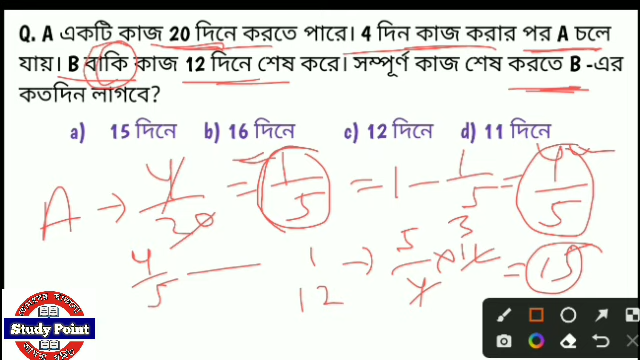 Q. A একটি কাজ 20 দিনে করতে পারে। 4 দিন কাজ করার পর A চলে
যায়। B বাকি কাজ 12 দিনে শেষ করে। সম্পূর্ণ কাজ শেষ করতে B -এর
কতদিন লাগবে?
a) 15 দিনে b) 16 দিনে c) 12 দিনে d) 11 দিনে
A → 4/20 = 1/5 = 1 - 1/5 = 4/5
4/5 — 1 → 5/4 × 12 3 = 15
12
Study Point